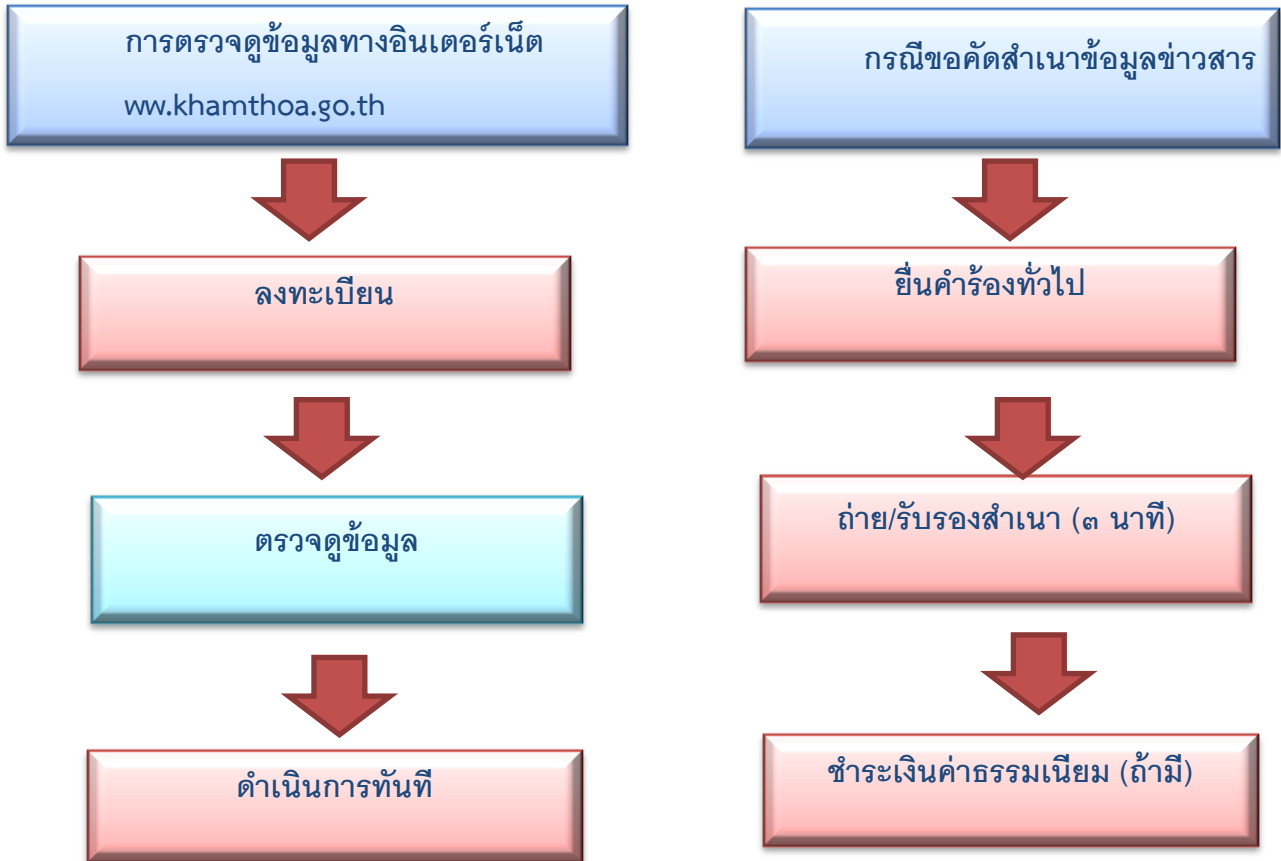 การตรวจดูข้อมูลทางอินเตอร์เน็ต
ww.khamthoa.go.th
ลงทะเบียน
ตรวจดูข้อมูล
ดำเนินการทันที
กรณีขอคัดสำเนาข้อมูลข่าวสาร
ยื่นคำร้องทั่วไป
ถ่าย/รับรองสำเนา (๓ นาที)
ชำระเงินค่าธรรมเนียม (ถ้ามี)